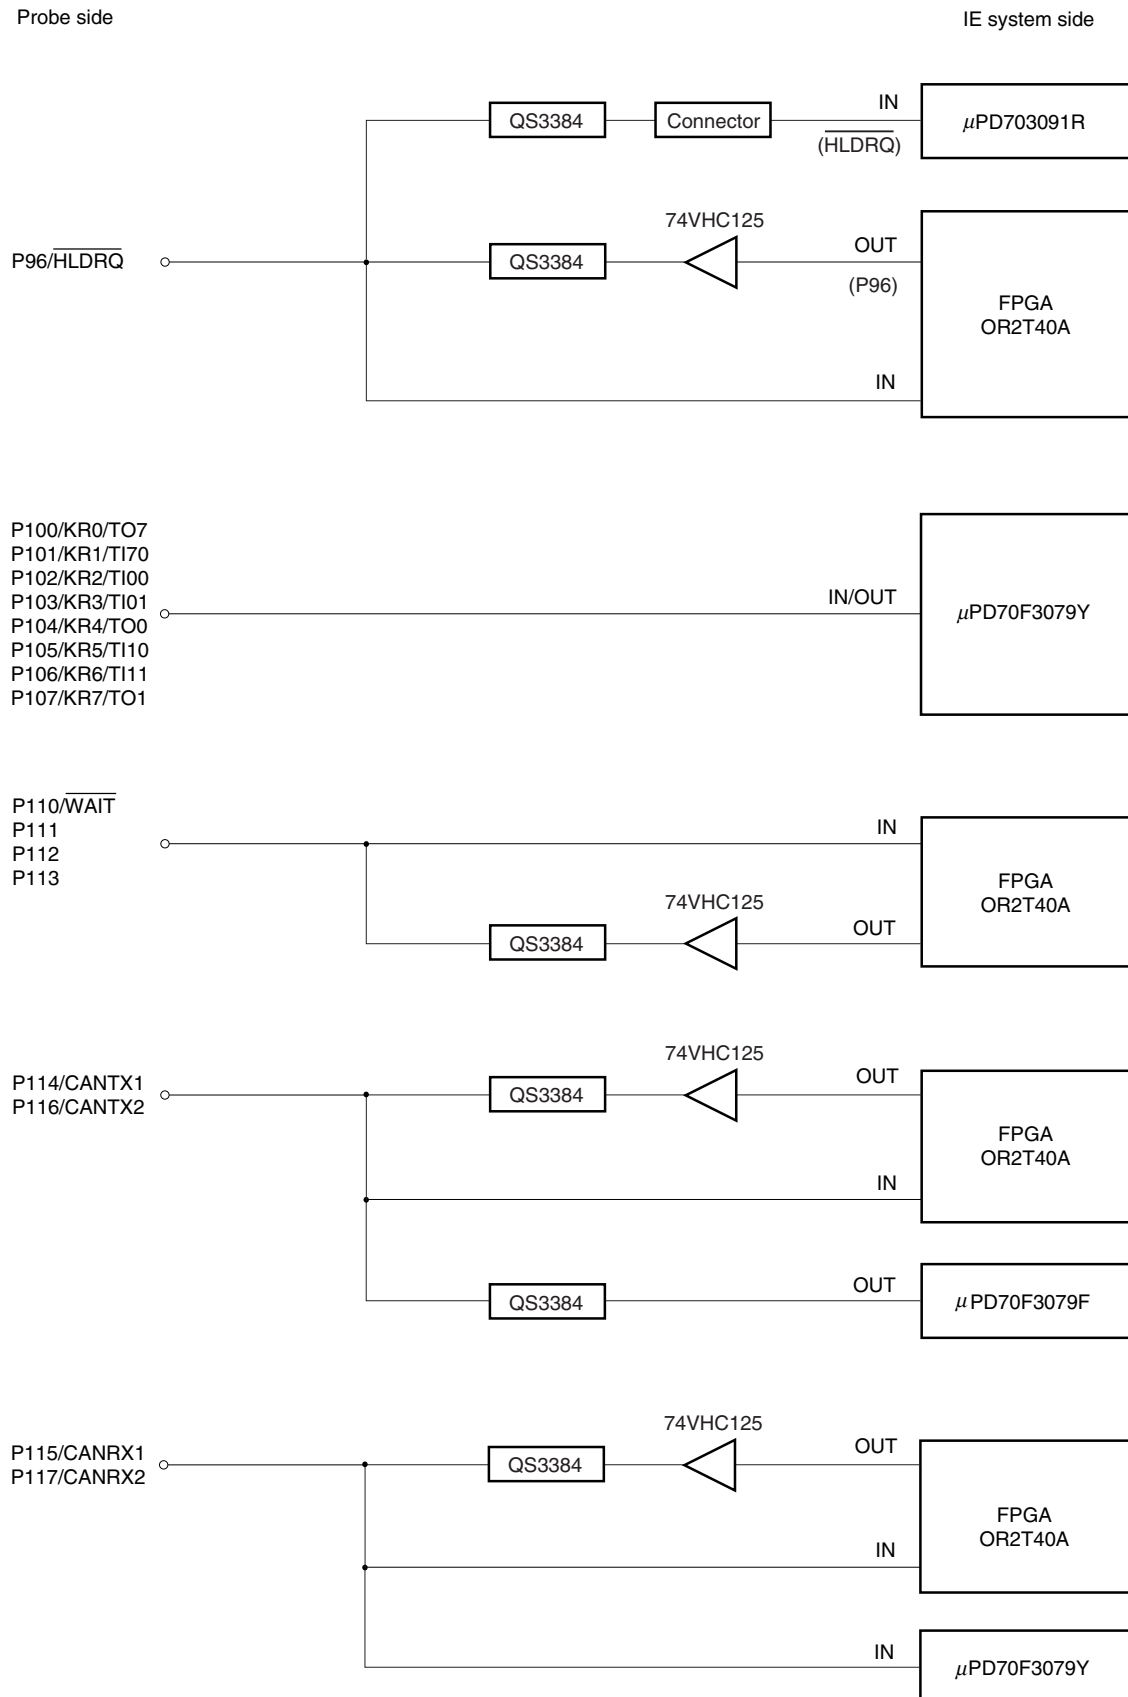 Probe side
IE system side
QS3384
Connector
IN
(HLDRQ)
μPD703091R
P96/HLDRQ
QS3384
74VHC125
OUT
(P96)
IN
FPGA
OR2T40A
P100/KR0/TO7
P101/KR1/TI70
P102/KR2/TI00
P103/KR3/TI01
P104/KR4/TO0
P105/KR5/TI10
P106/KR6/TI11
P107/KR7/TO1
IN/OUT
μPD70F3079Y
P110/WAIT
P111
P112
P113
IN
74VHC125
QS3384
OUT
FPGA
OR2T40A
P114/CANTX1
P116/CANTX2
74VHC125
QS3384
OUT
IN
FPGA
OR2T40A
QS3384
OUT
μPD70F3079F
P115/CANRX1
P117/CANRX2
74VHC125
QS3384
OUT
IN
FPGA
OR2T40A
IN
μPD70F3079Y